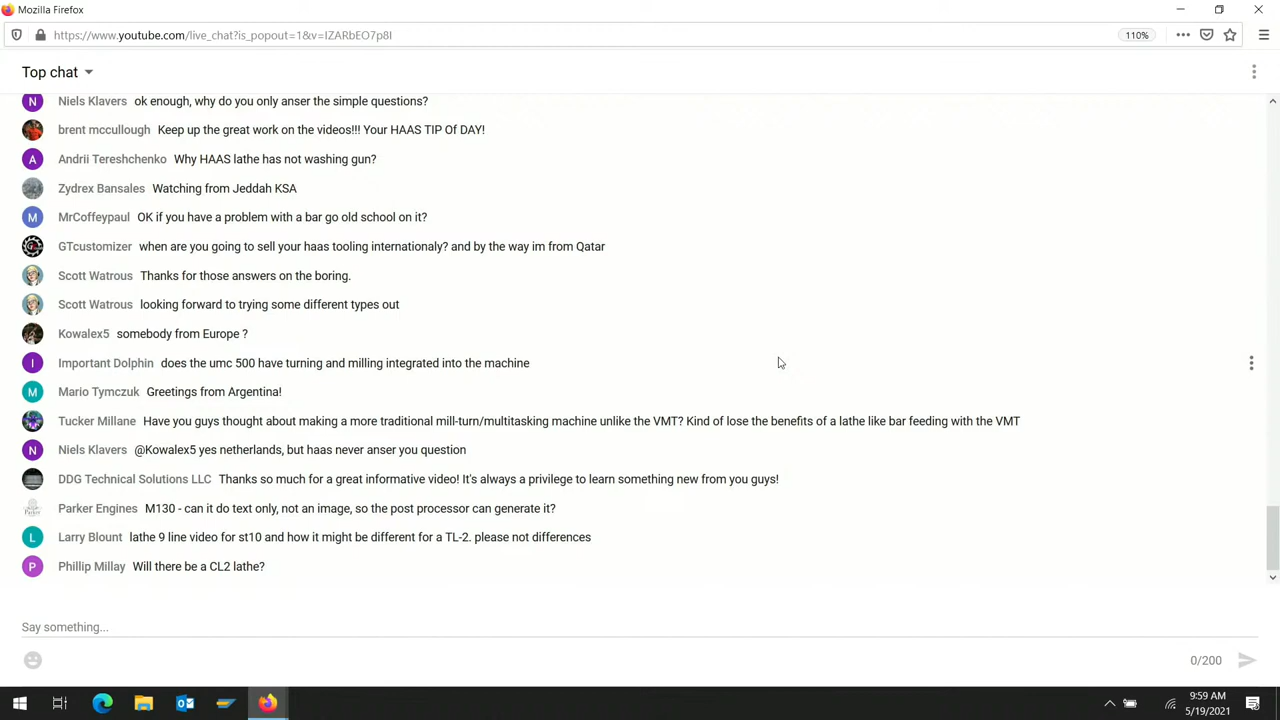 Mozilla Firefox
https://www.youtube.com/live_chat?is_popout=1&v=IZARbEO7p8I
110%
Top chat
N Niels Klavers ok enough, why do you only anser the simple questions?
brent mccullough Keep up the great work on the videos!!! Your HAAS TIP Of DAY!
A Andrii Tereshchenko Why HAAS lathe has not washing gun?
Zydrex Bansales Watching from Jeddah KSA
M MrCoffeypaul OK if you have a problem with a bar go old school on it?
GTcustomizer when are you going to sell your haas tooling internationaly? and by the way im from Qatar
Scott Watrous Thanks for those answers on the boring.
Scott Watrous looking forward to trying some different types out
Kowalex5 somebody from Europe ?
I Important Dolphin does the umc 500 have turning and milling integrated into the machine
M Mario Tymczuk Greetings from Argentina!
Tucker Millane Have you guys thought about making a more traditional mill-turn/multitasking machine unlike the VMT? Kind of lose the benefits of a lathe like bar feeding with the VMT
N Niels Klavers @Kowalex5 yes netherlands, but haas never anser you question
DDG Technical Solutions LLC Thanks so much for a great informative video! It's always a privilege to learn something new from you guys!
Parker Engines M130 - can it do text only, not an image, so the post processor can generate it?
L Larry Blount lathe 9 line video for st10 and how it might be different for a TL-2. please not differences
P Phillip Millay Will there be a CL2 lathe?
Say something...
0/200
9:59 AM
5/19/2021